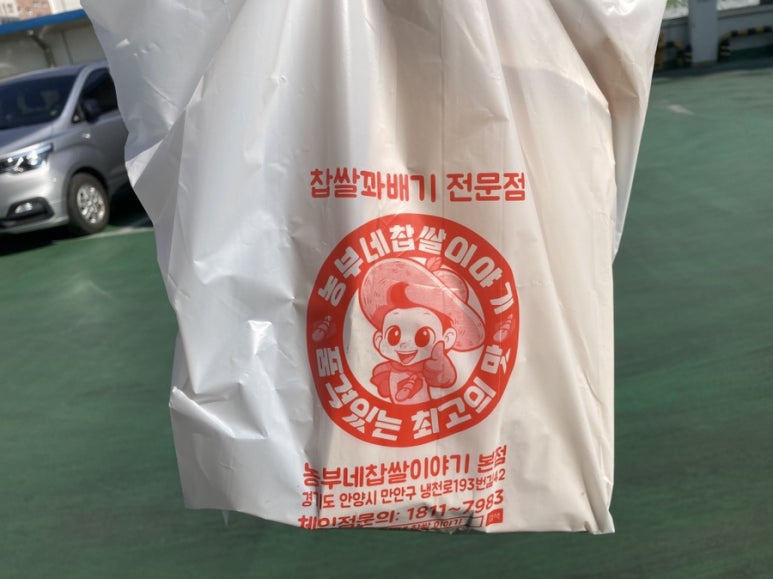 찹쌀꽈배기 전문점
농부네찹쌀이야기
품격있는 최고의 맛
농부네찹쌀이야기 본점
경기도 안양시 만안구 냉천로193번길42
체인점문의: 1811~7983